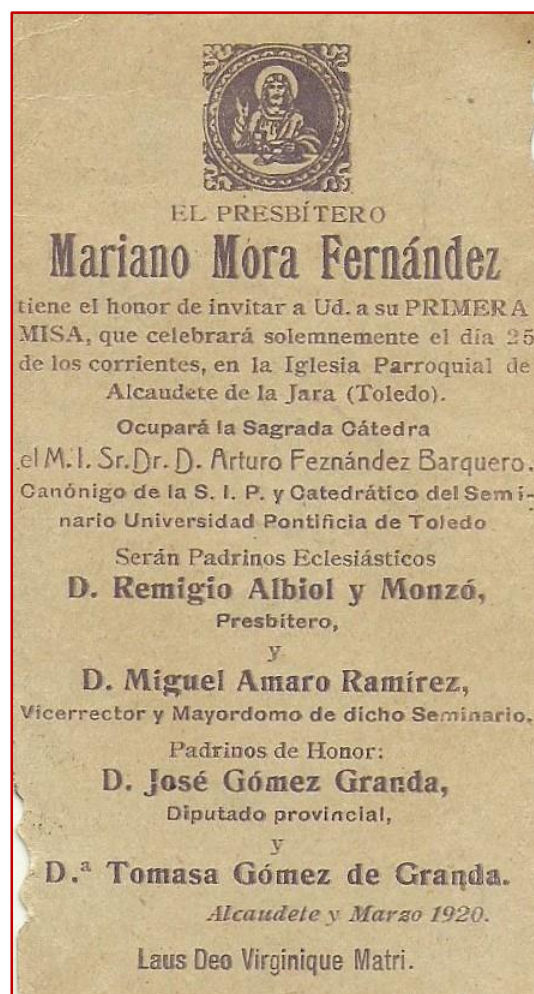 EL PRESBÍTERO
Mariano Mora Fernández
tiene el honor de invitar a Ud. a su PRIMERA
MISA, que celebrará solemnemente el día 25
de los corrientes, en la Iglesia Parroquial de
Alcaudete de la Jara (Toledo).
Ocupará la Sagrada Cátedra
el M. I. Sr. Dr. D. Arturo Feznández Barquero.
Canónigo de la S. I. P. y Catedrático del Semi-
nario Universidad Pontificia de Toledo
Serán Padrinos Eclesiásticos
D. Remigio Albiol y Monzó,
Presbítero,
y
D. Miguel Amaro Ramírez,
Vicerrector y Mayordomo de dicho Seminario.
Padrinos de Honor:
D. José Gómez Granda,
Diputado provincial,
y
D.ª Tomasa Gómez de Granda.
Alcaudete y Marzo 1920.
Laus Deo Virginique Matri.